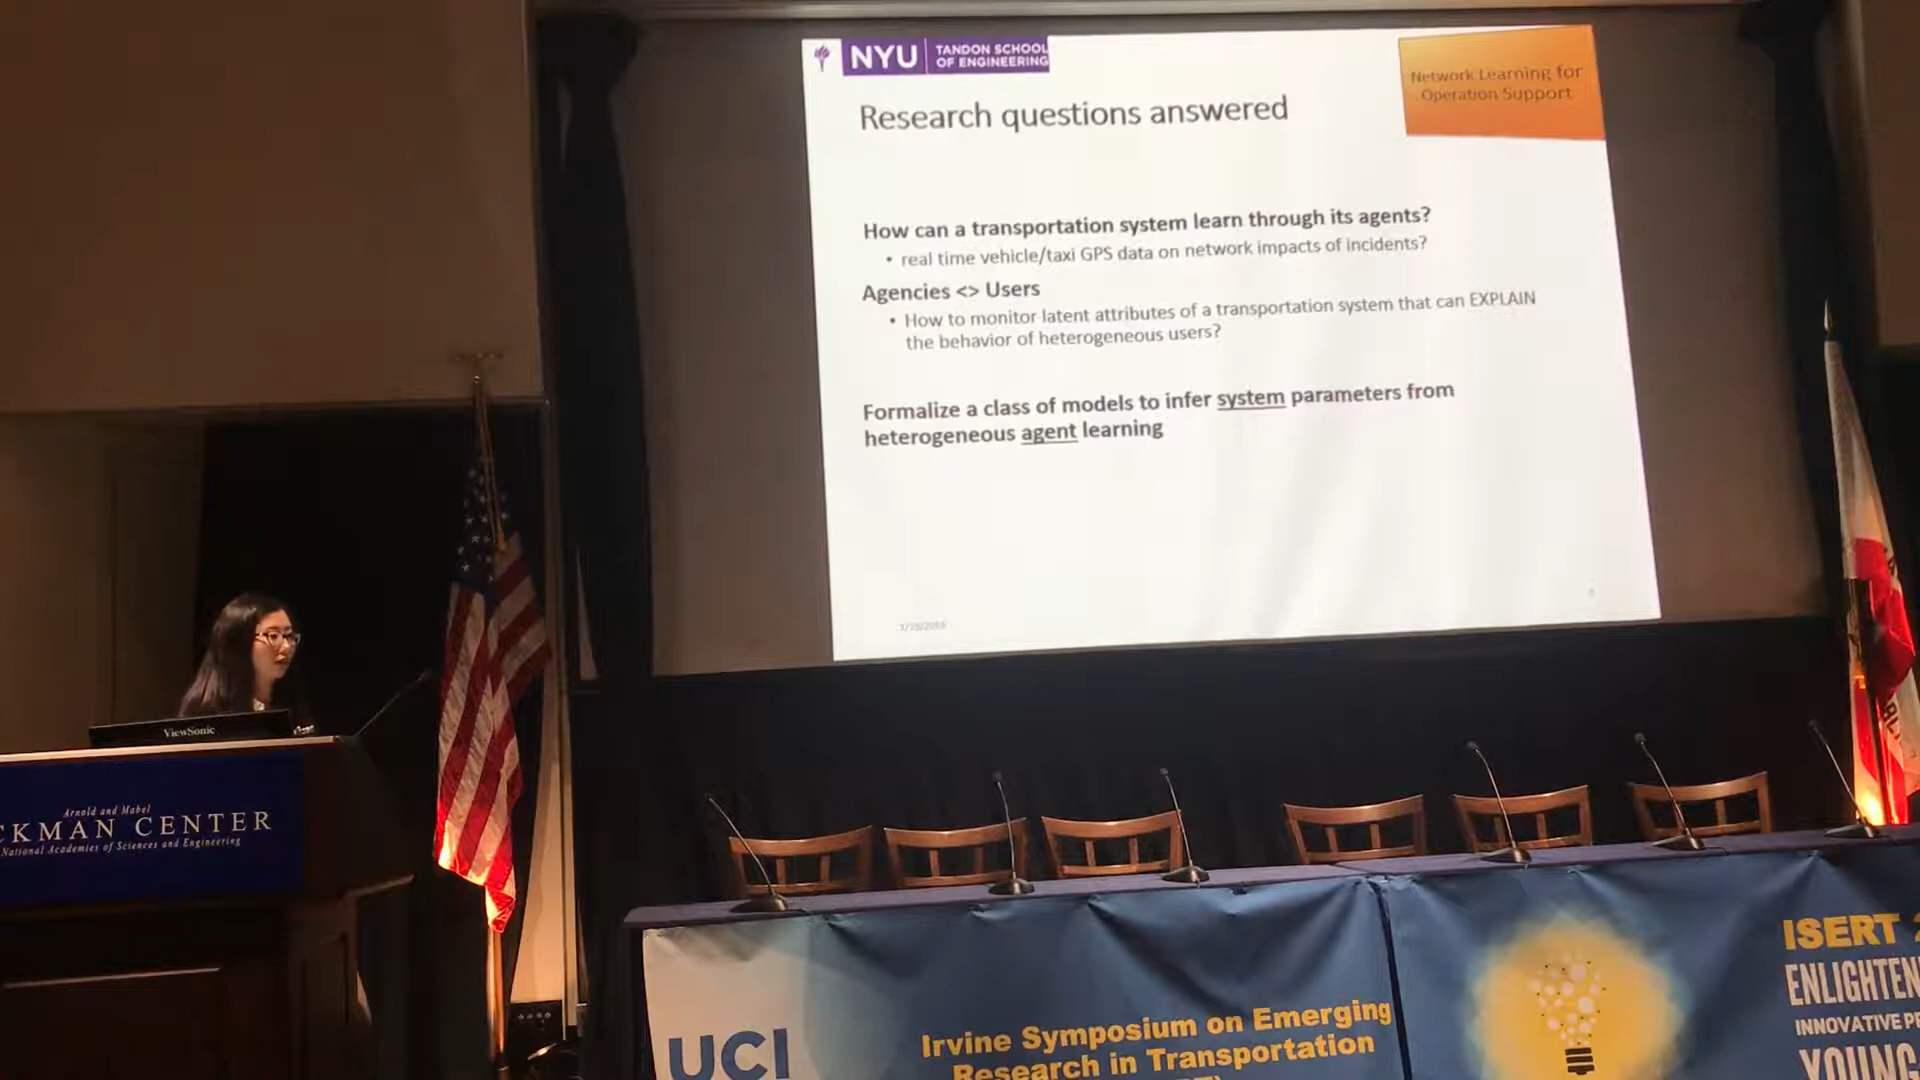 NYU TANDON SCHOOL
OF ENGINEERING
Network Learning for
Operation Support
Research questions answered
How can a transportation system learn through its agents?
• real time vehicle/taxi GPS data on network impacts of incidents?
Agencies <> Users
• How to monitor latent attributes of a transportation system that can EXPLAIN
the behavior of heterogeneous users?
Formalize a class of models to infer system parameters from
heterogeneous agent learning
ViewSonic
Arnold and Mabel
CKMAN CENTER
National Academies of Sciences and Engineering
UCI
Irvine Symposium on Emerging
Research in Transportation
ISERT
ENLIGHTEN
INNOVATIVE
YOUNG